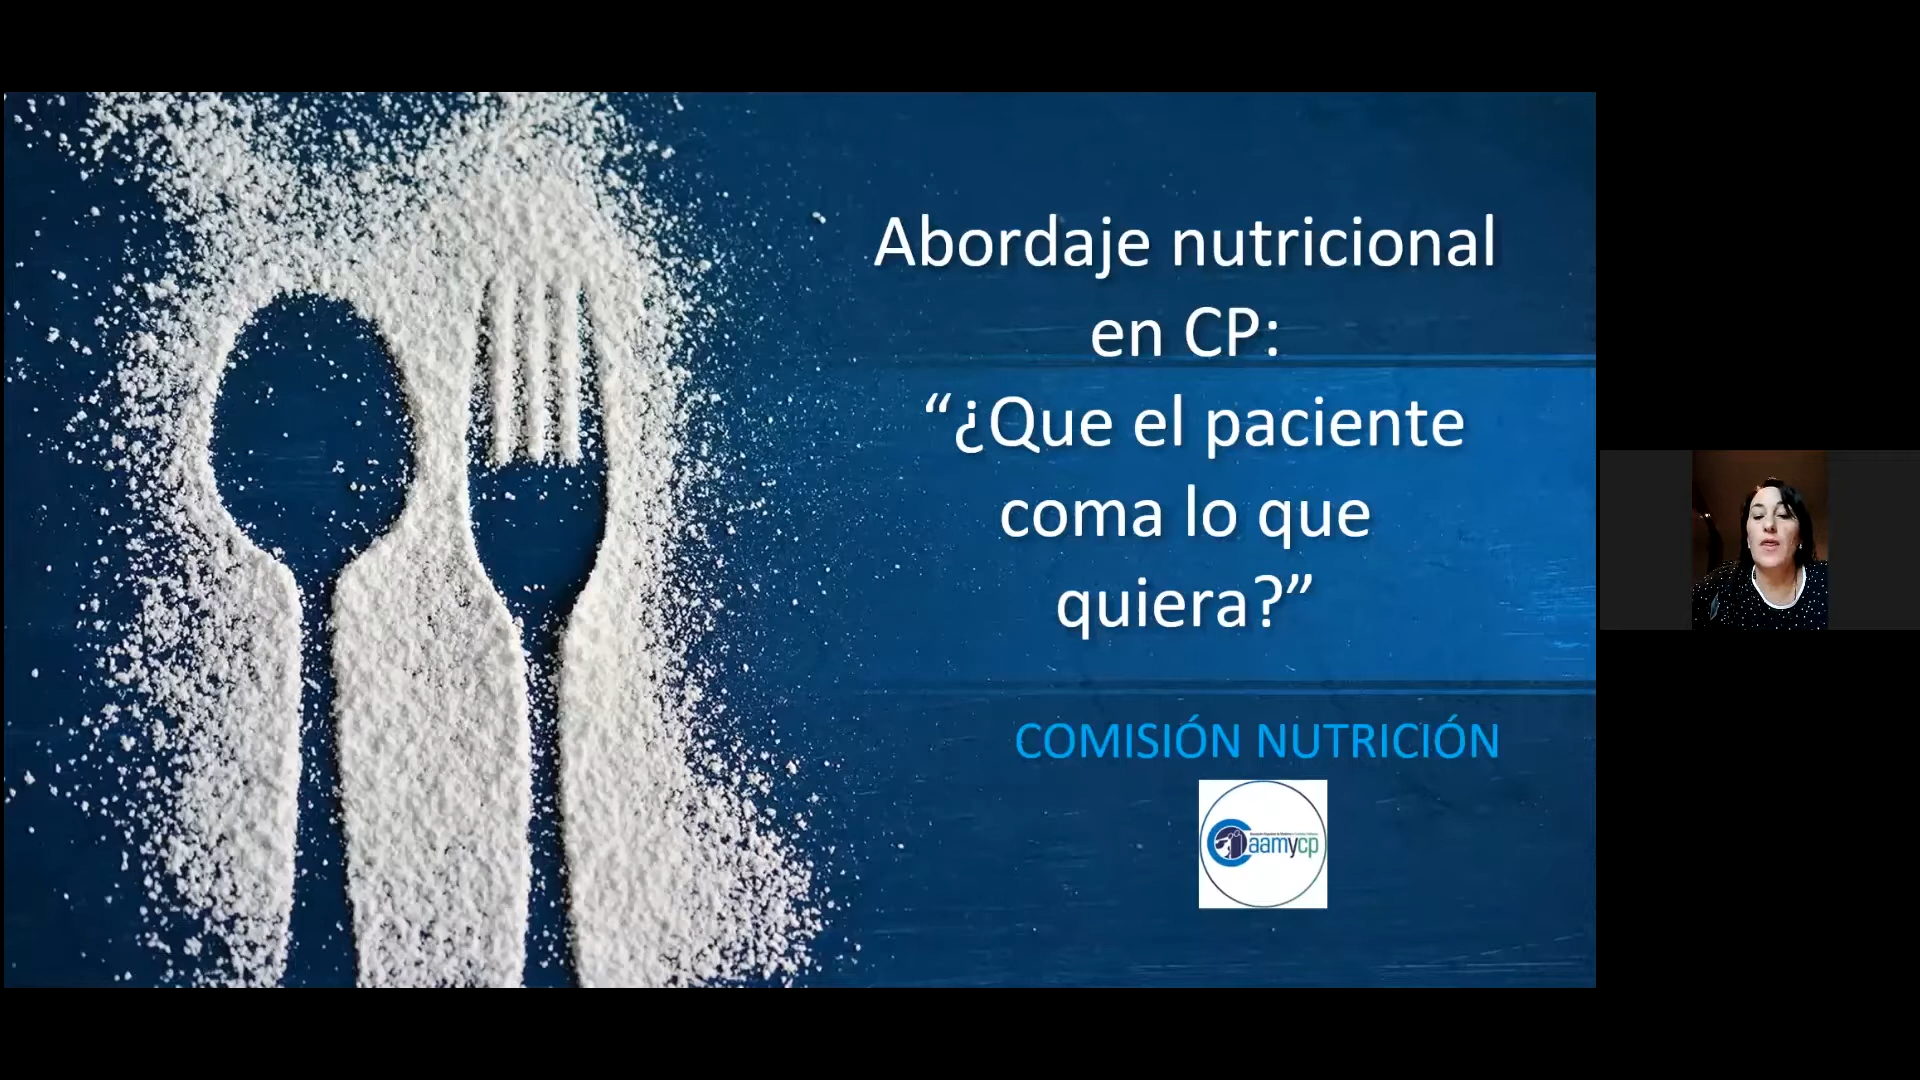 Abordaje nutricional
en CP:
“¿Que el paciente
coma lo que
quiera?”
COMISIÓN NUTRICIÓN
aamycp